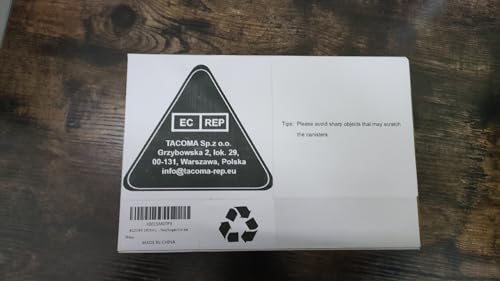 EC REP
TACOMA Sp.z o.o.
Grzybowska 2, lok. 29,
00-131, Warszawa, Polska
info@tacoma-rep.eu
Tips: Please avoid sharp objects that may scratch
the canisters
MADE IN CHINA